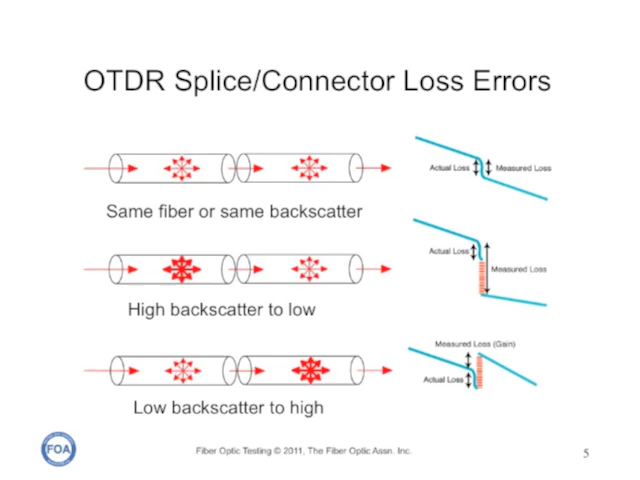 OTDR Splice/Connector Loss Errors
Actual Loss
Measured Loss
Same fiber or same backscatter
Actual Loss
Measured Loss
High backscatter to low
Measured Loss (Gain)
Actual Loss
Low backscatter to high
FOA
Fiber Optic Testing © 2011, The Fiber Optic Assn. Inc.
5